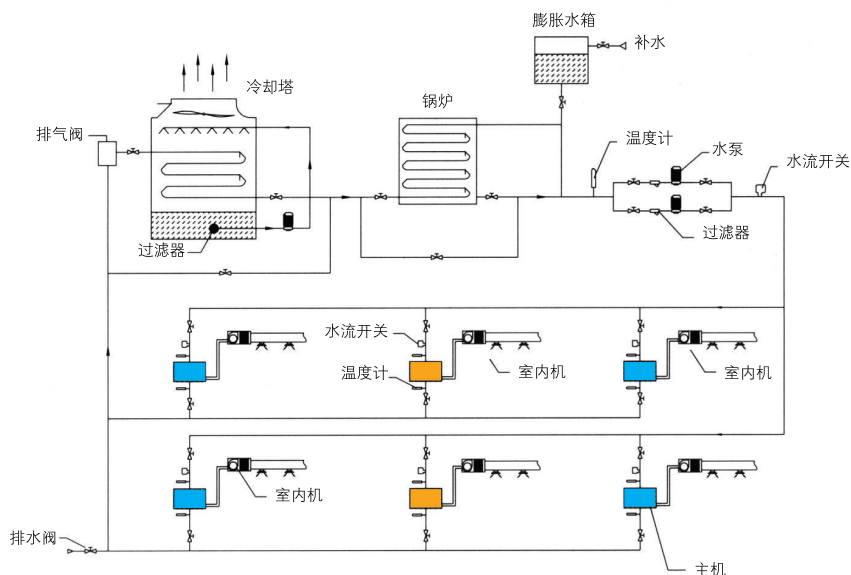 膨胀水箱
补水
冷却塔
锅炉
排气阀
温度计
水泵
水流开关
过滤器
过滤器
水流开关
温度计
室内机
室内机
室内机
排水阀
主机